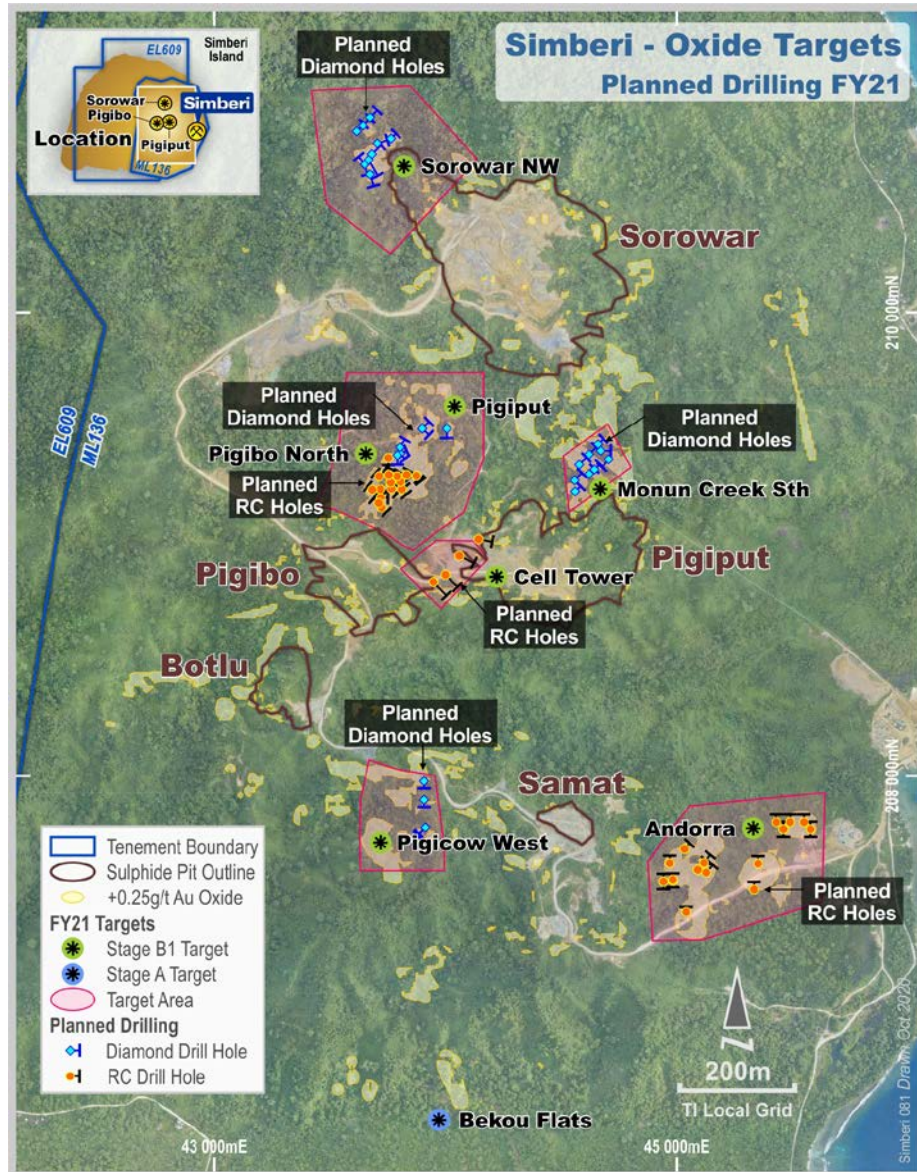 Simberi - Oxide Targets
Planned Drilling FY21
EL609
Simberi
Island
Sorowar
Pigibo
Simberi
Location
Pigiput
ML136
Planned
Diamond Holes
Sorowar NW
Sorowar
210 000mN
Planned
Diamond Holes
Pigiput
Planned
Diamond Holes
EL609
ML136
Pigibo North
Planned
RC Holes
Monun Creek Sth
Pigibo
Cell Tower
Pigiput
Planned
RC Holes
Botlu
Planned
Diamond Holes
208 000mN
Samat
Andorra
Pigicow West
Planned
RC Holes
Tenement Boundary
Sulphide Pit Outline
+0.25g/t Au Oxide
FY21 Targets
Stage B1 Target
Stage A Target
Target Area
Planned Drilling
Diamond Drill Hole
RC Drill Hole
N
200m
TI Local Grid
Bekou Flats
43 000mE
45 000mE
Simberi 081 Drawn Oct 2020